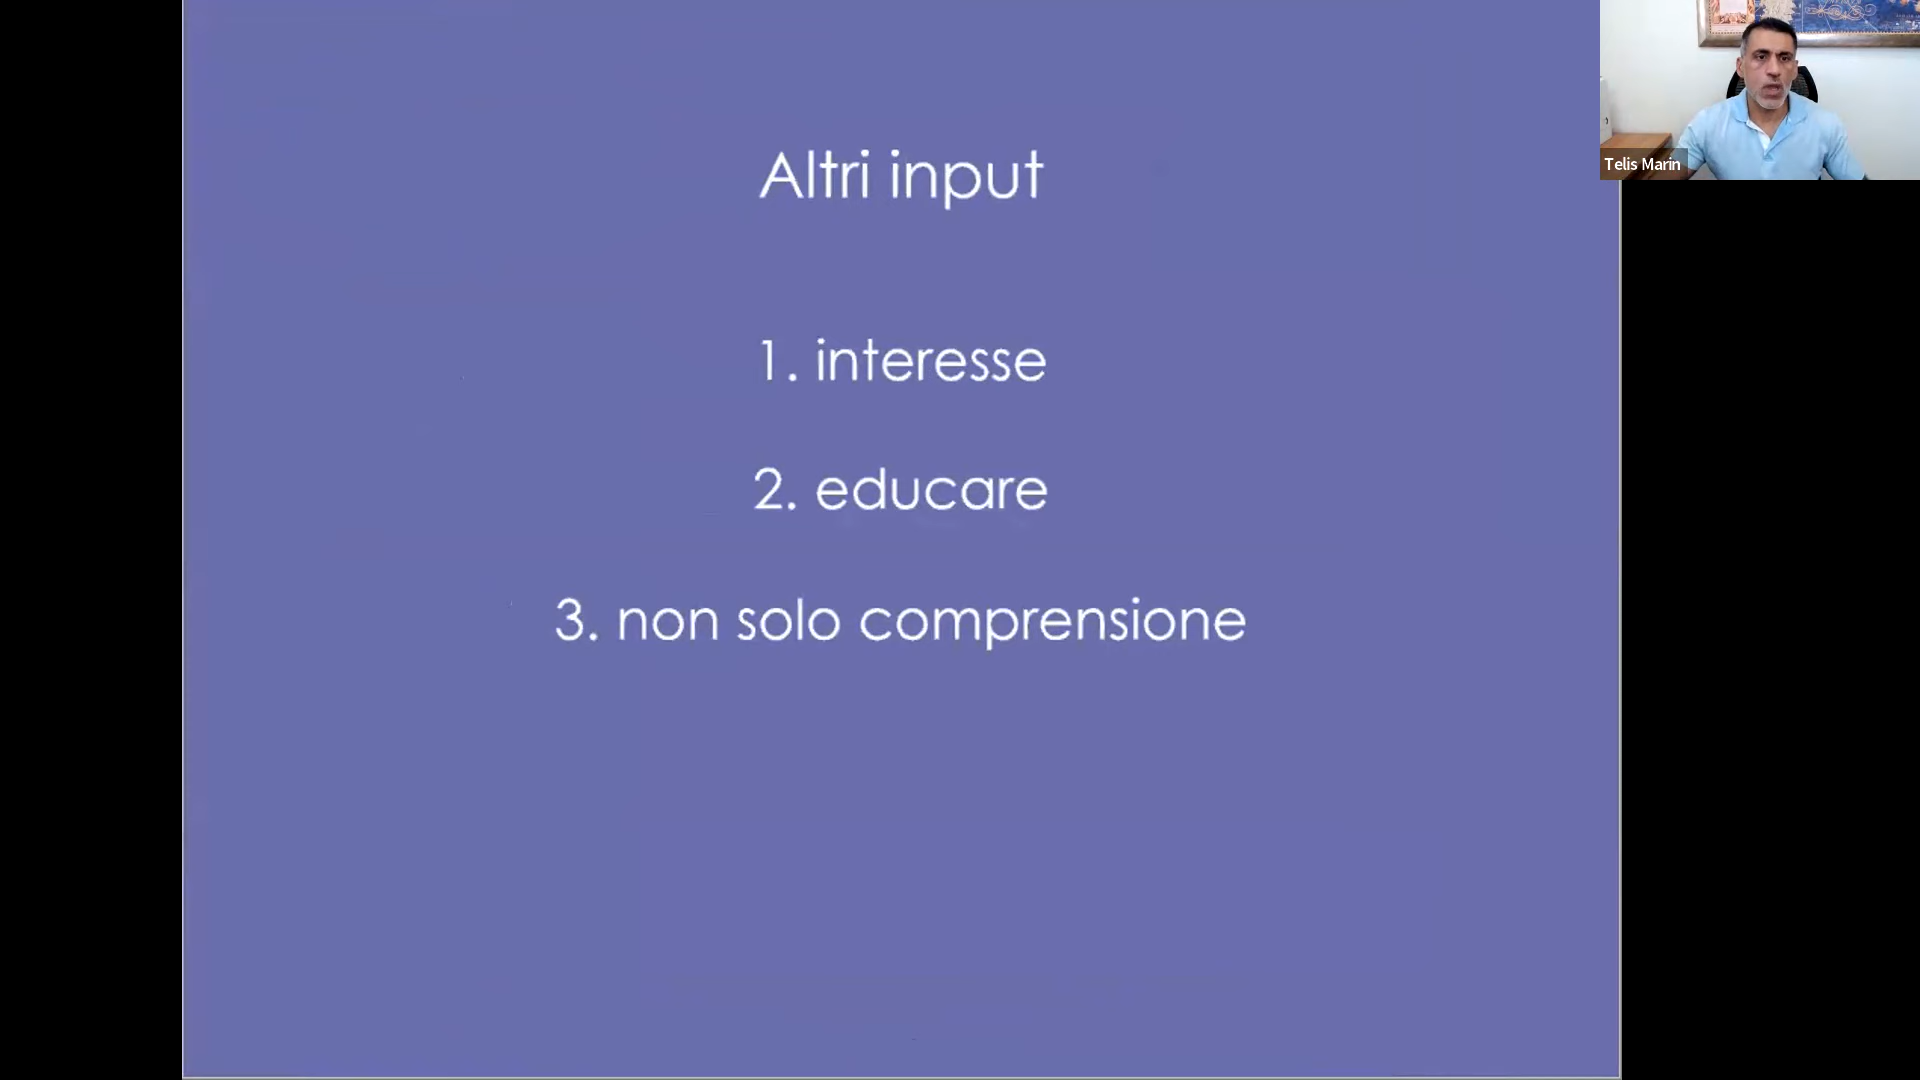 Altri input
1. interesse
2. educare
3. non solo comprensione
Telis Marin